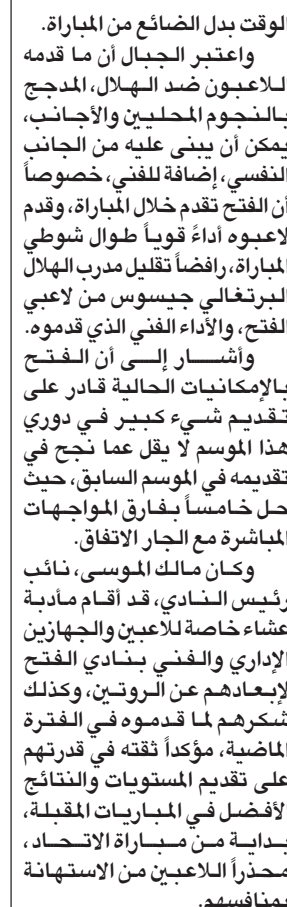 الوقت بدل الضائع من المباراة.
واعتبر الجبال أن ما قدمه
اللاعبون ضد الهلال، المدجج
بالنجوم المحليين والأجانب،
يمكن أن يبنى عليه من الجانب
النفسي، إضافة للفني، خصوصاً
أن الفتح تقدم خلال المباراة، وقدم
لاعبوه أداءً قوياً طوال شوطي
المباراة، رافضاً تقليل مدرب الهلال
البرتغالي جيسوس من لاعبي
الفتح، والأداء الفني الذي قدموه.
وأشار إلى أن الفتح
بالإمكانيات الحالية قادر على
تقديم شيء كبير في دوري
هذا الموسم لا يقل عما نجح في
تقديمه في الموسم السابق، حيث
حل خامساً بفارق المواجهات
المباشرة مع الجار الاتفاق.
وكان مالك الموسى، نائب
رئيس النادي، قد أقام مأدبة
عشاء خاصة للاعبين والجهازين
الإداري والفني بنادي الفتح
لإبعادهم عن الروتين، وكذلك
شكرهم لما قدموه في الفترة
الماضية، مؤكداً ثقته في قدرتهم
على تقديم المستويات والنتائج
الأفضل في المباريات المقبلة،
بداية من مباراة الاتحاد،
محذراً اللاعبين من الاستهانة
بمنافسهم.